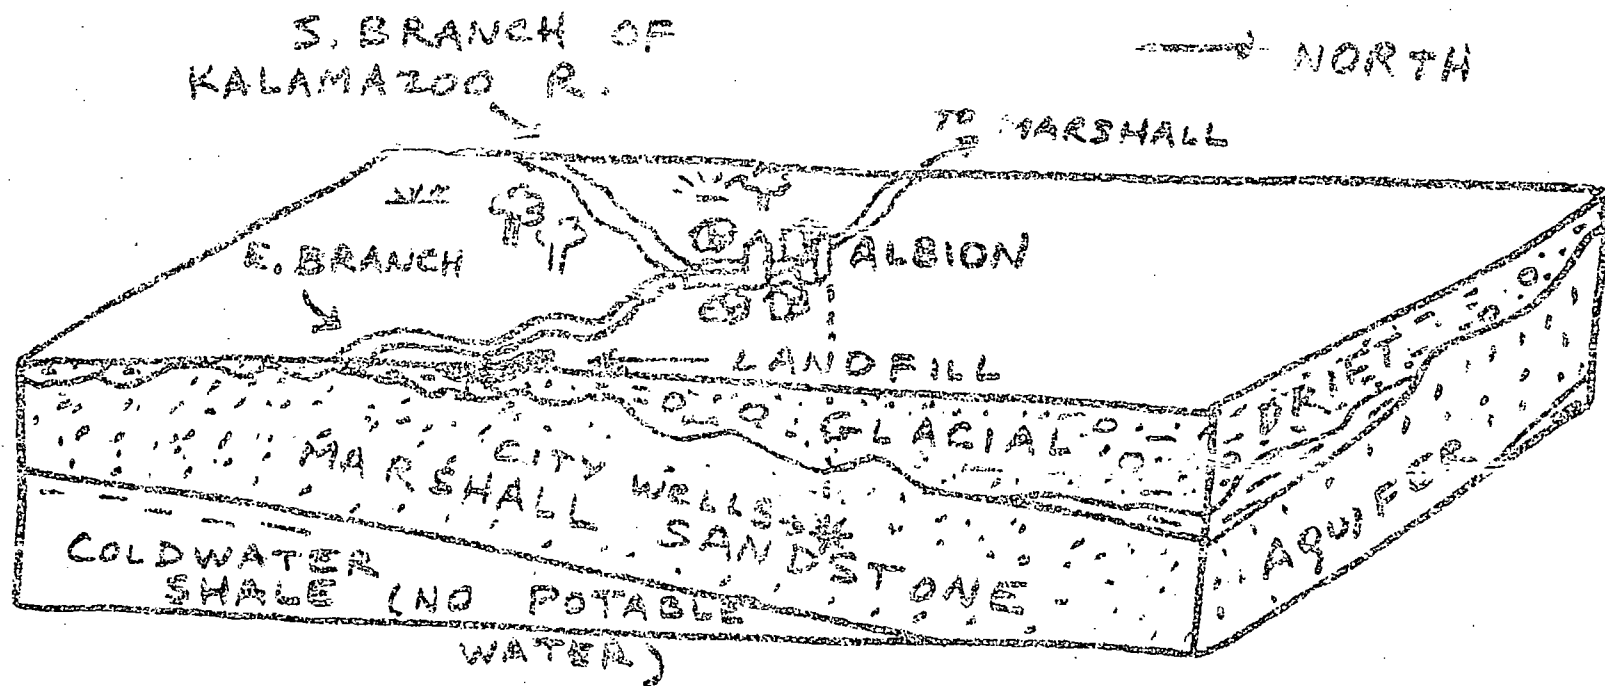 S. BRANCH OF
KALAMAZOO R.
NORTH
TO MARSHALL
E. BRANCH
ALBION
LANDFILL
GLACIAL DRIFT
CITY WELLS
MARSHALL SANDSTONE AQUIFER
COLDWATER
SHALE (NO POTABLE
WATER)